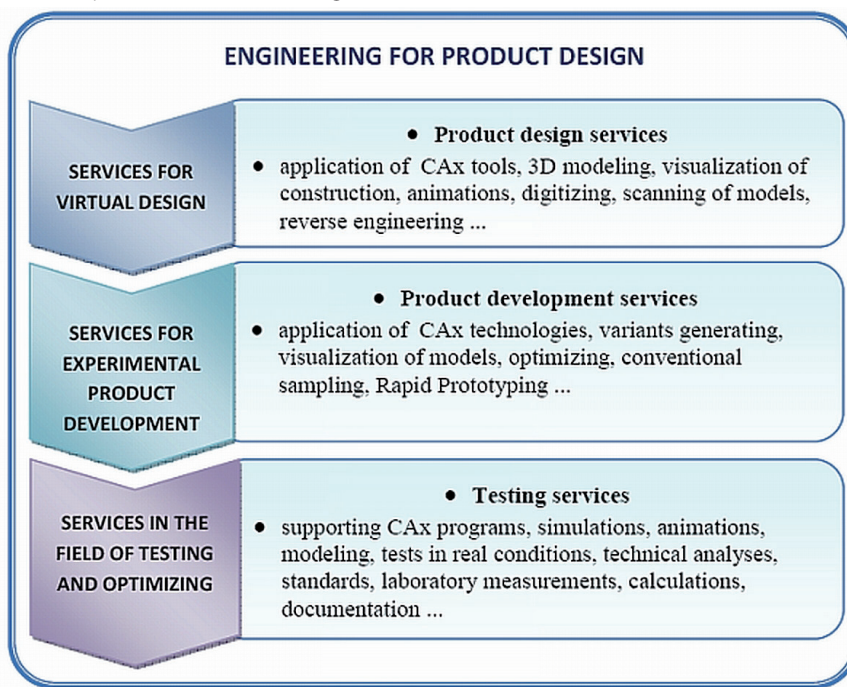 ENGINEERING FOR PRODUCT DESIGN
SERVICES FOR
VIRTUAL DESIGN
• Product design services
• application of CAx tools, 3D modeling, visualization of
construction, animations, digitizing, scanning of models,
reverse engineering ...
SERVICES FOR
EXPERIMENTAL
PRODUCT
DEVELOPMENT
• Product development services
• application of CAx technologies, variants generating,
visualization of models, optimizing, conventional
sampling, Rapid Prototyping ...
SERVICES IN THE
FIELD OF TESTING
AND OPTIMIZING
• Testing services
• supporting CAx programs, simulations, animations,
modeling, tests in real conditions, technical analyses,
standards, laboratory measurements, calculations,
documentation ...